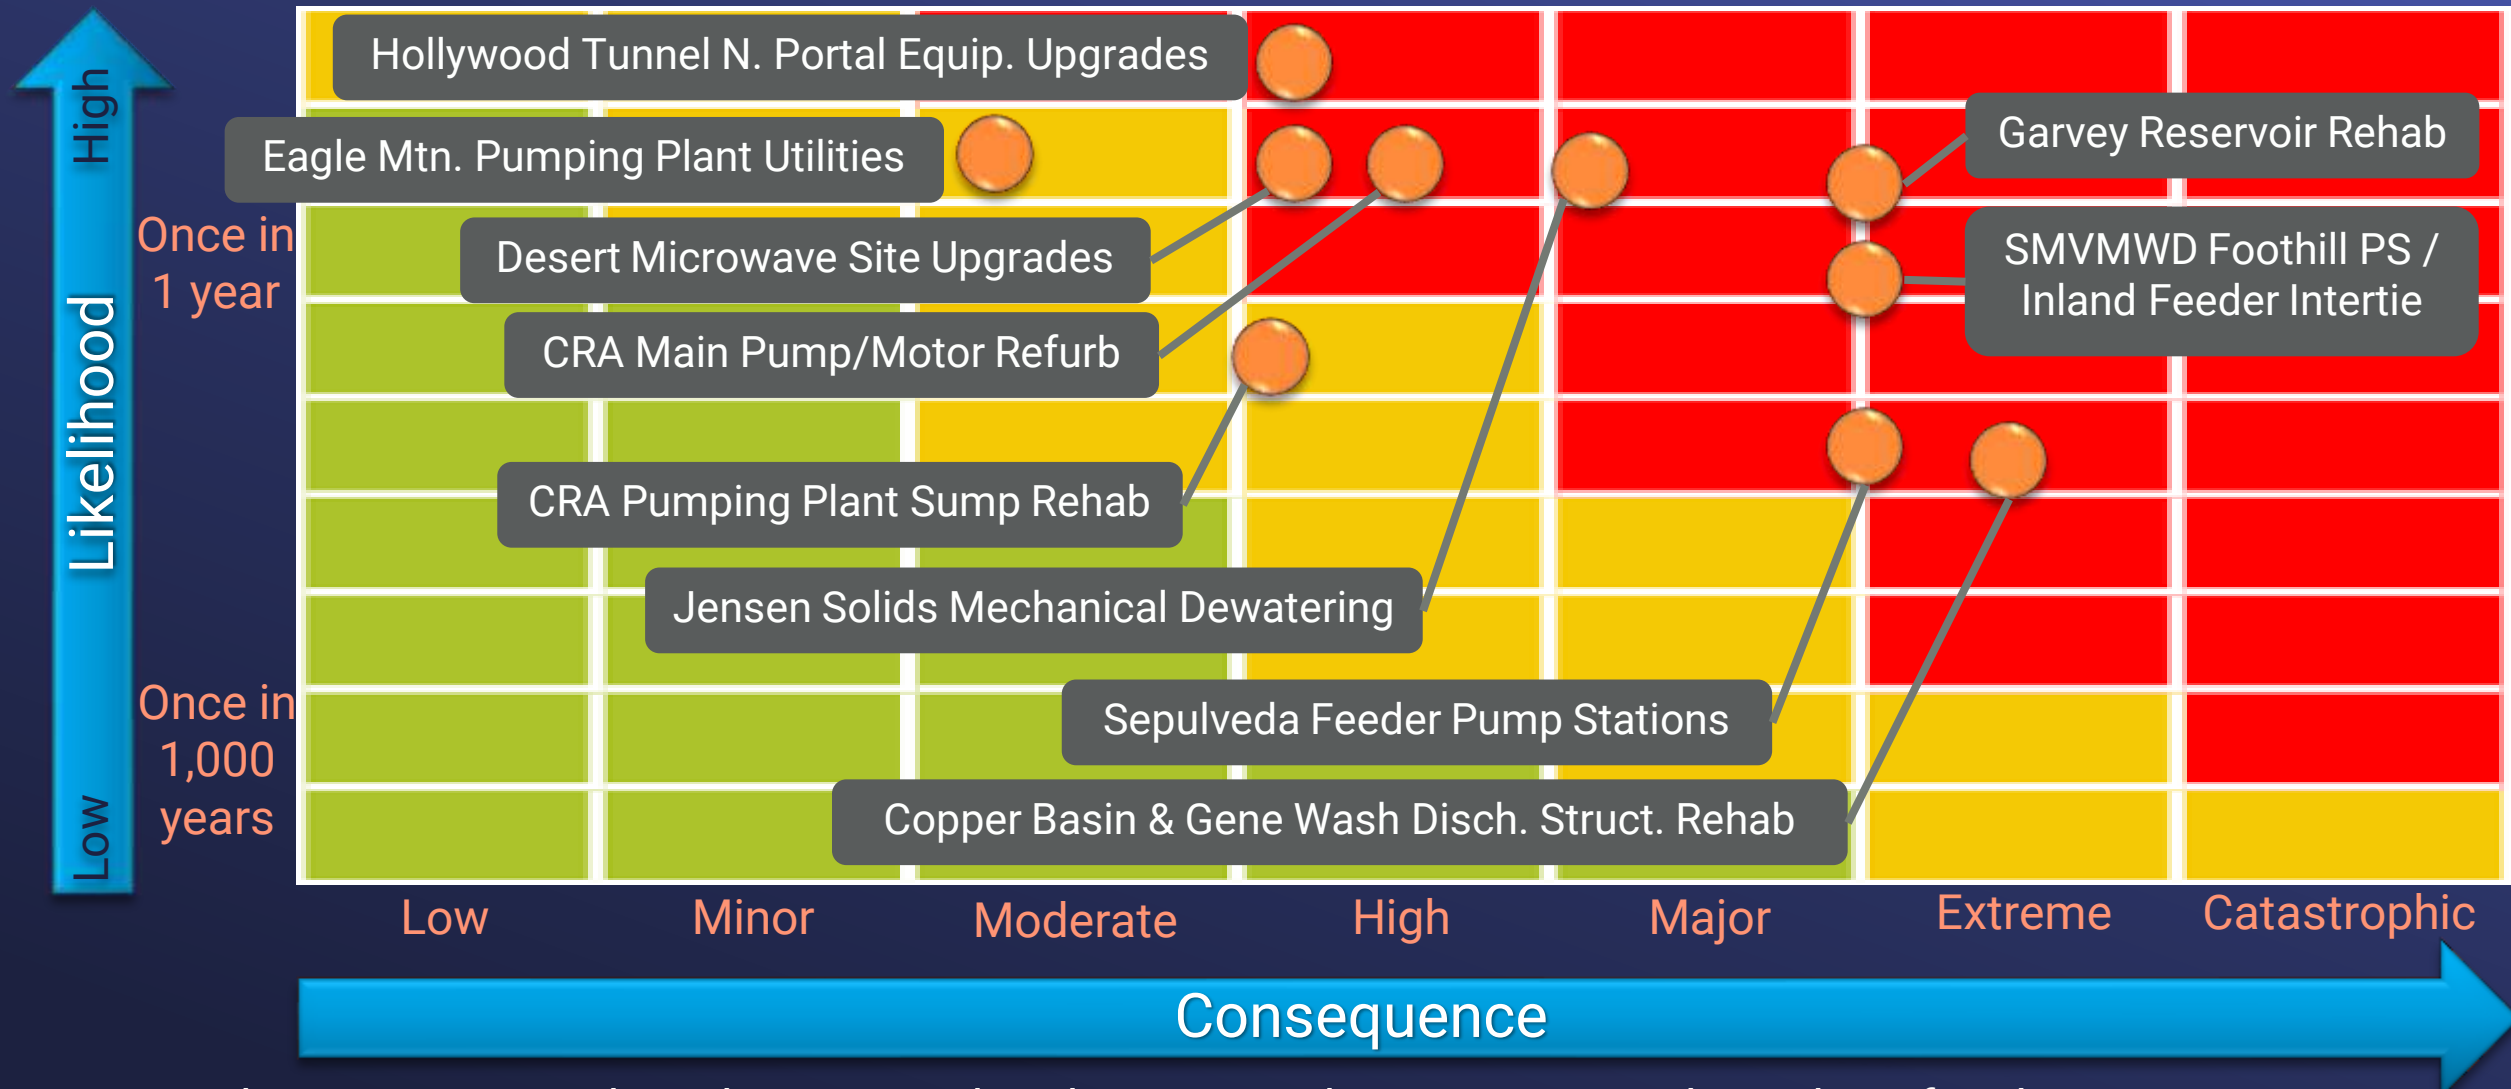 Hollywood Tunnel N. Portal Equip. Upgrades
Eagle Mtn. Pumping Plant Utilities
Garvey Reservoir Rehab
Desert Microwave Site Upgrades
SMVMWD Foothill PS /
Inland Feeder Intertie
CRA Main Pump/Motor Refurb
CRA Pumping Plant Sump Rehab
Jensen Solids Mechanical Dewatering
Sepulveda Feeder Pump Stations
Copper Basin & Gene Wash Disch. Struct. Rehab
High
Likelihood
Low
Once in
1 year
Once in
1,000
years
Low
Minor
Moderate
High
Major
Extreme
Catastrophic
Consequence